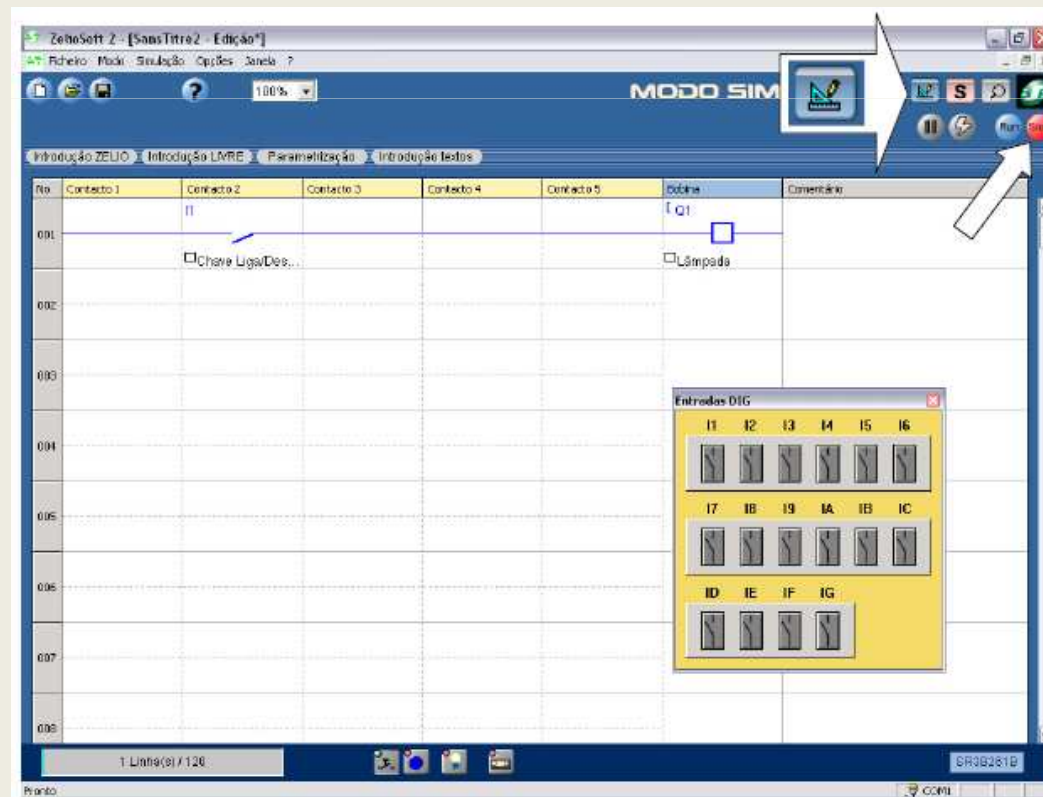 ZelioSoft 2 - [SansTitre2 - Edição*]
Ficheiro Modo Simulação Opções Janela ?
100%
MODO SIM
S
Run
Introdução ZELIO Introdução LIVRE Parametrização Introdução textos
No Contacto 1 Contacto 2 Contacto 3 Contacto 4 Contacto 5 Bobina Comentário
I1 [ Q1
001
Chave Liga/Des... Lâmpada
002
003
Entradas DIG
I1 I2 I3 I4 I5 I6
004
I7 I8 I9 IA IB IC
005
006
ID IE IF IG
007
008
1 Linha(s) / 120
SR3B261B
Pronto
COM1